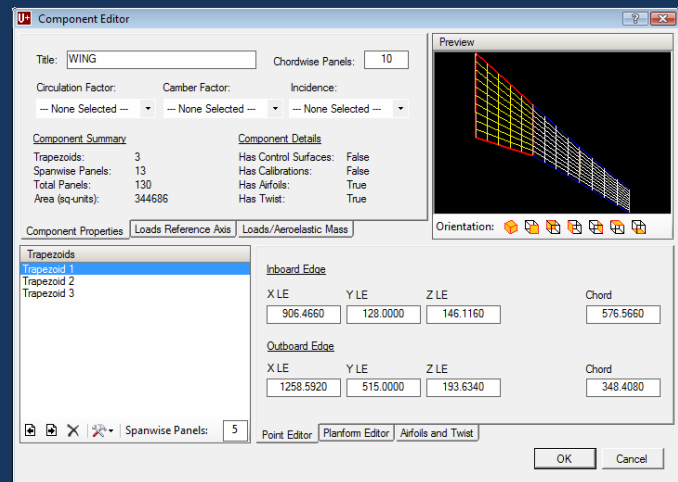 U+ Component Editor
Title: WING Chordwise Panels: 10
Circulation Factor: Camber Factor: Incidence:
--- None Selected --- --- None Selected --- --- None Selected ---
Component Summary Component Details
Trapezoids: 3 Has Control Surfaces: False
Spanwise Panels: 13 Has Calibrations: False
Total Panels: 130 Has Airfoils: True
Area (sq-units): 344686 Has Twist: True
Component Properties Loads Reference Axis Loads/Aeroelastic Mass
Preview
Orientation:
Trapezoids
Trapezoid 1
Trapezoid 2
Trapezoid 3
Spanwise Panels: 5
Inboard Edge
X LE Y LE Z LE Chord
906.4660 128.0000 146.1160 576.5660
Outboard Edge
X LE Y LE Z LE Chord
1258.5920 515.0000 193.6340 348.4080
Point Editor Planform Editor Airfoils and Twist
OK Cancel